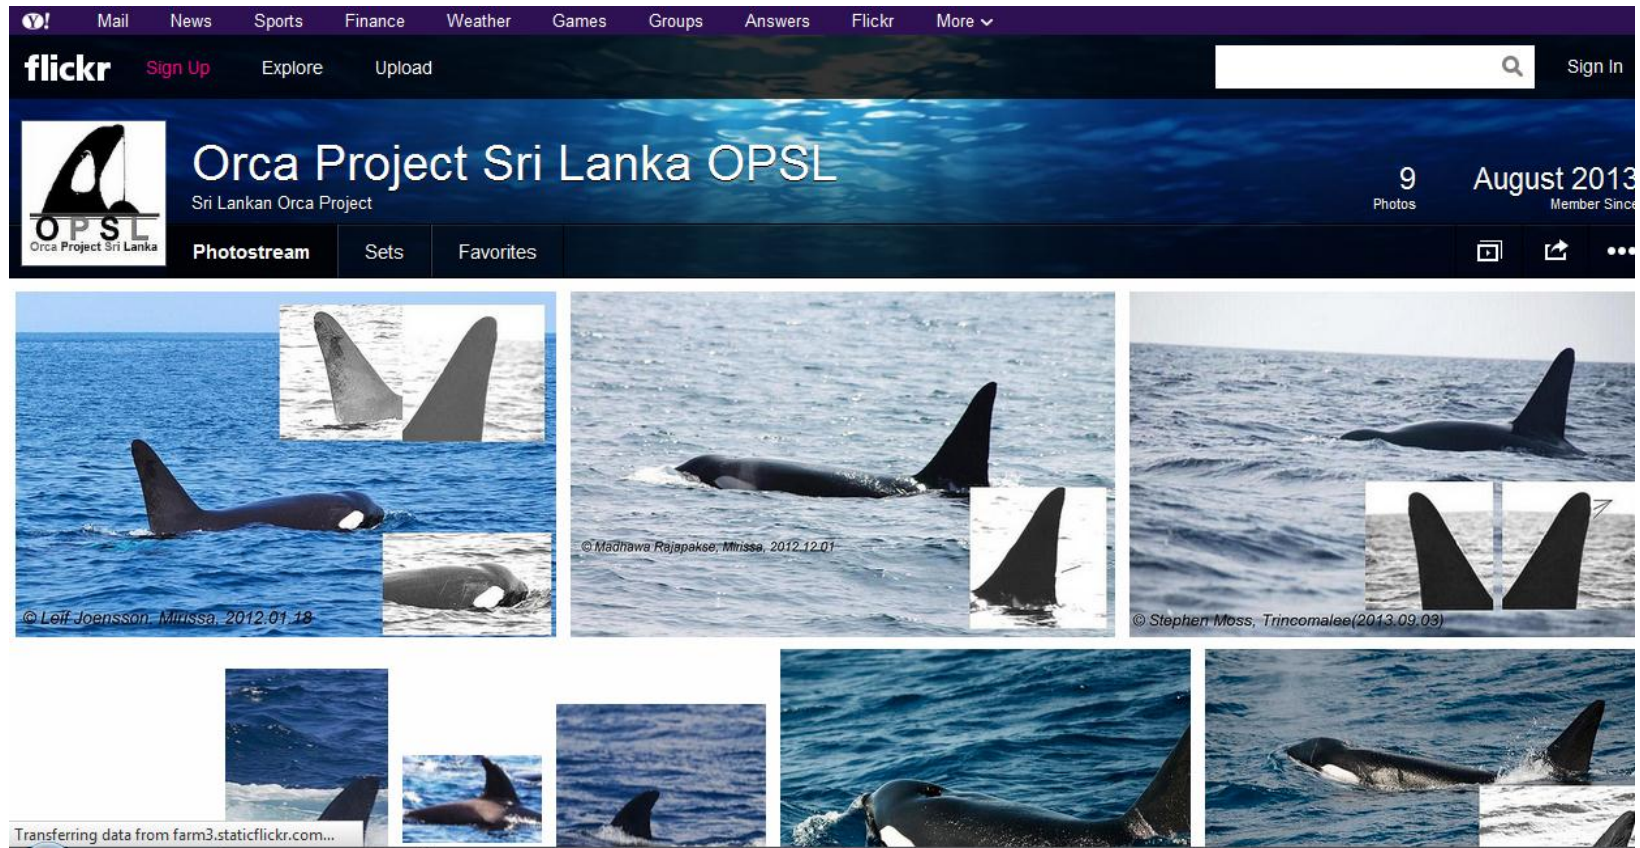 Y! Mail News Sports Finance Weather Games Groups Answers Flickr More
flickr Sign Up Explore Upload Sign In
Orca Project Sri Lanka OPSL
Sri Lankan Orca Project
9
Photos
August 2013
Member Since
OPSL
Orca Project Sri Lanka
Photostream Sets Favorites
© Leif Joensson, Mirissa, 2012.01.18
© Madhawa Rajapakse, Mirissa, 2012.12.01
© Stephen Moss, Trincomalee(2013.09.03)
Transferring data from farm3.staticflickr.com...